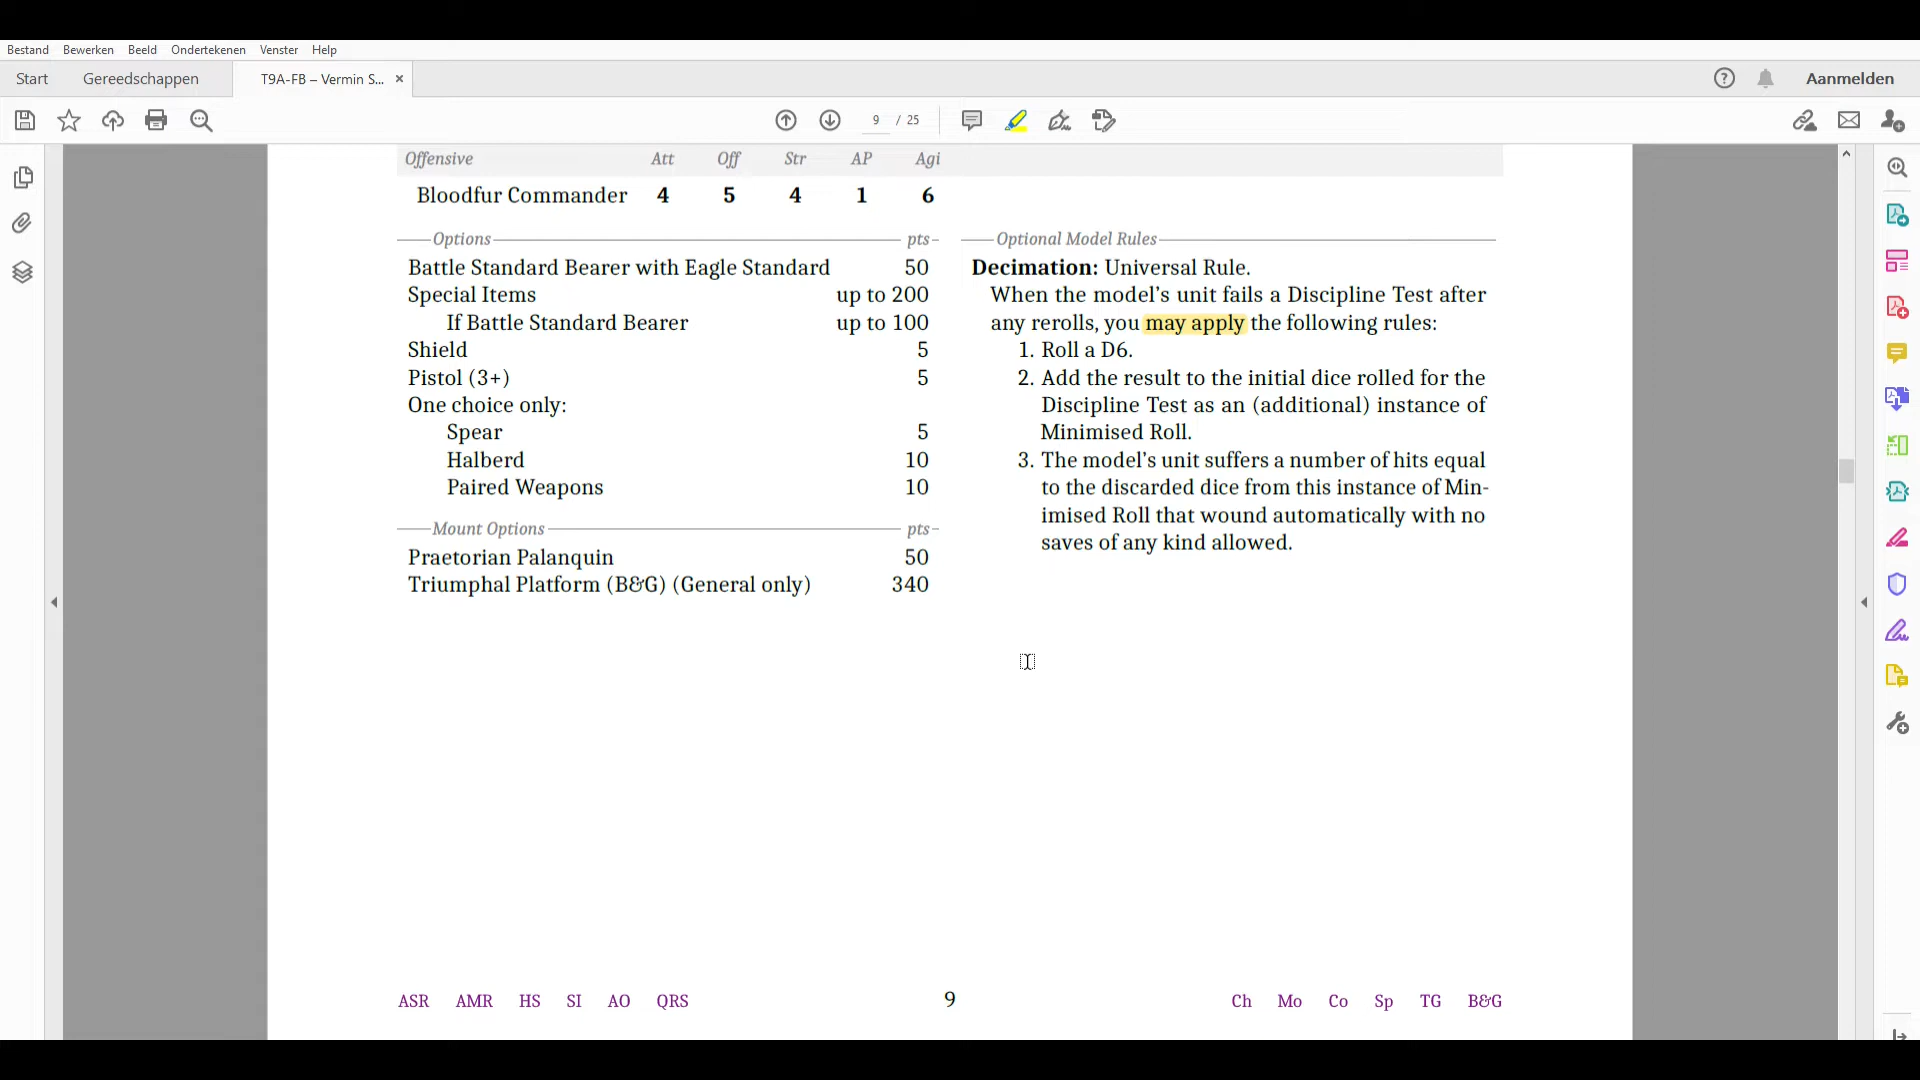 Bestand Bewerken Beeld Ondertekenen Venster Help
Start Gereedschappen T9A-FB – Vermin S... × Aanmelden
9 / 25
Offensive Att Off Str AP Agi
Bloodfur Commander 4 5 4 1 6
Options pts
Battle Standard Bearer with Eagle Standard 50
Special Items up to 200
If Battle Standard Bearer up to 100
Shield 5
Pistol (3+) 5
One choice only:
Spear 5
Halberd 10
Paired Weapons 10
Mount Options pts
Praetorian Palanquin 50
Triumphal Platform (B&G) (General only) 340
Optional Model Rules
Decimation: Universal Rule.
When the model's unit fails a Discipline Test after
any rerolls, you may apply the following rules:
1. Roll a D6.
2. Add the result to the initial dice rolled for the
Discipline Test as an (additional) instance of
Minimised Roll.
3. The model's unit suffers a number of hits equal
to the discarded dice from this instance of Min-
imised Roll that wound automatically with no
saves of any kind allowed.
ASR AMR HS SI AO QRS 9 Ch Mo Co Sp TG B&G